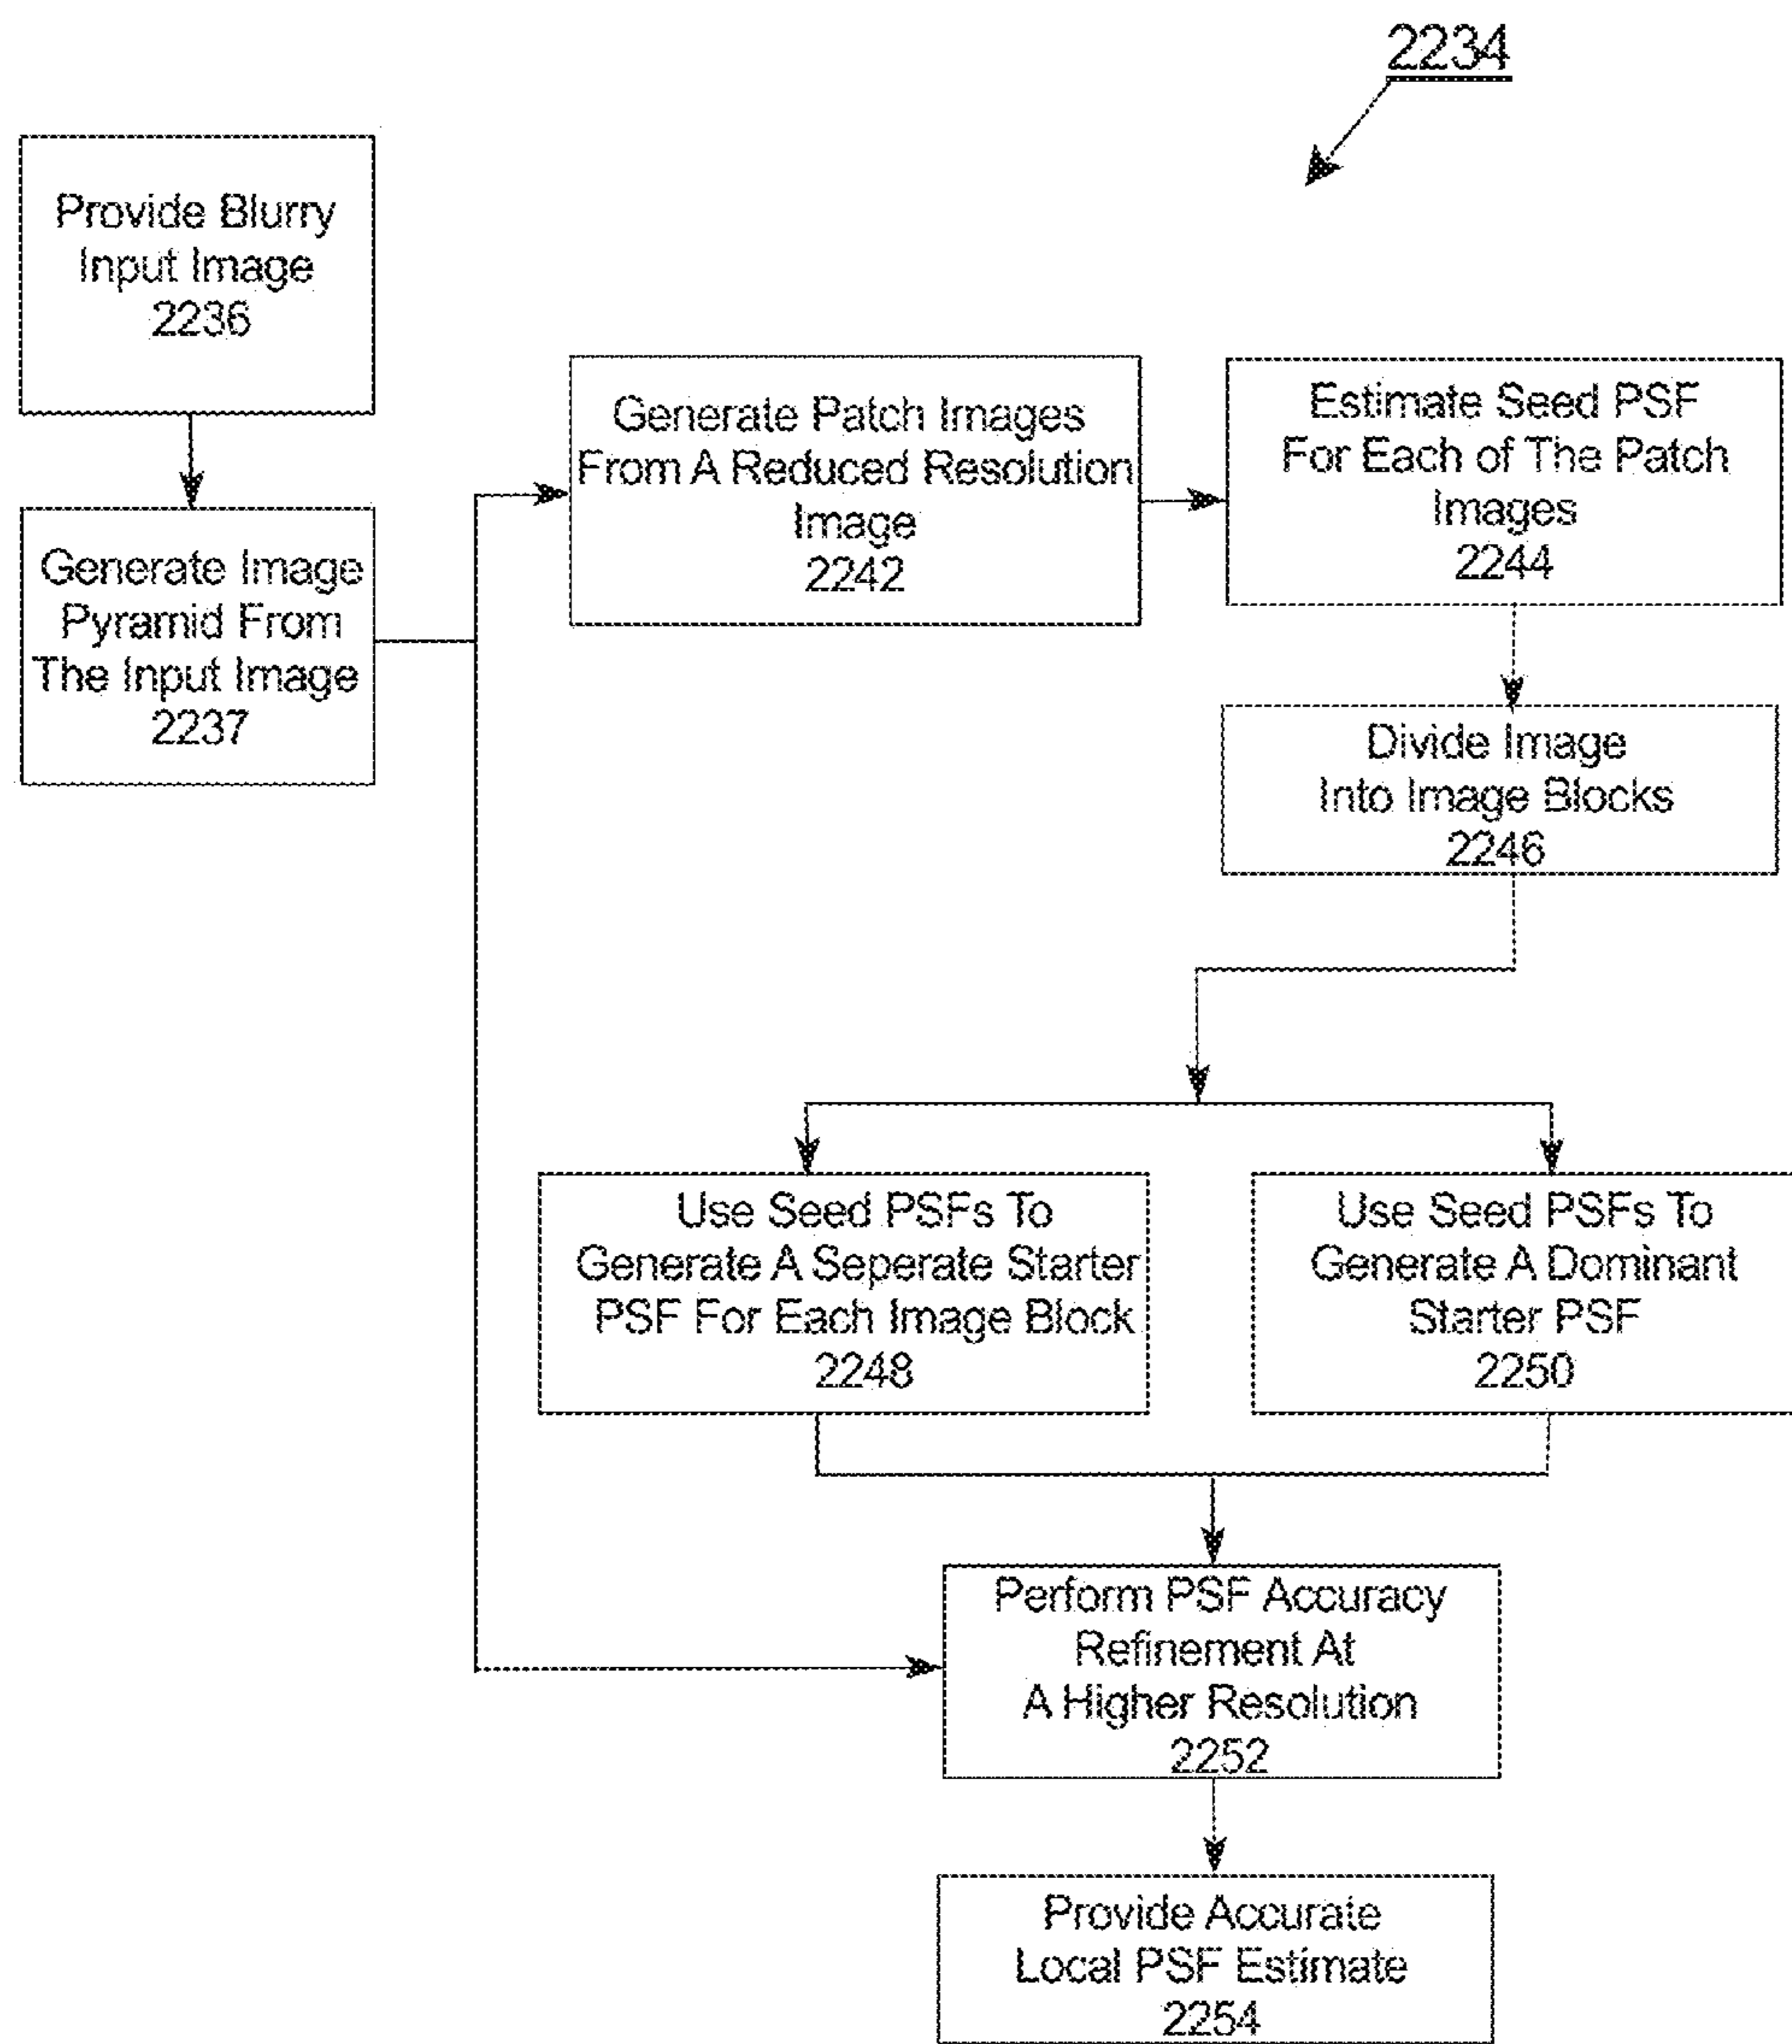 2234
Provide Blurry
Input Image
2236
Generate Image
Pyramid From
The Input Image
2237
Generate Patch Images
From A Reduced Resolution
Image
2242
Estimate Seed PSF
For Each of The Patch
Images
2244
Divide Image
Into Image Blocks
2246
Use Seed PSFs To
Generate A Seperate Starter
PSF For Each Image Block
2248
Use Seed PSFs To
Generate A Dominant
Starter PSF
2250
Perform PSF Accuracy
Refinement At
A Higher Resolution
2252
Provide Accurate
Local PSF Estimate
2254